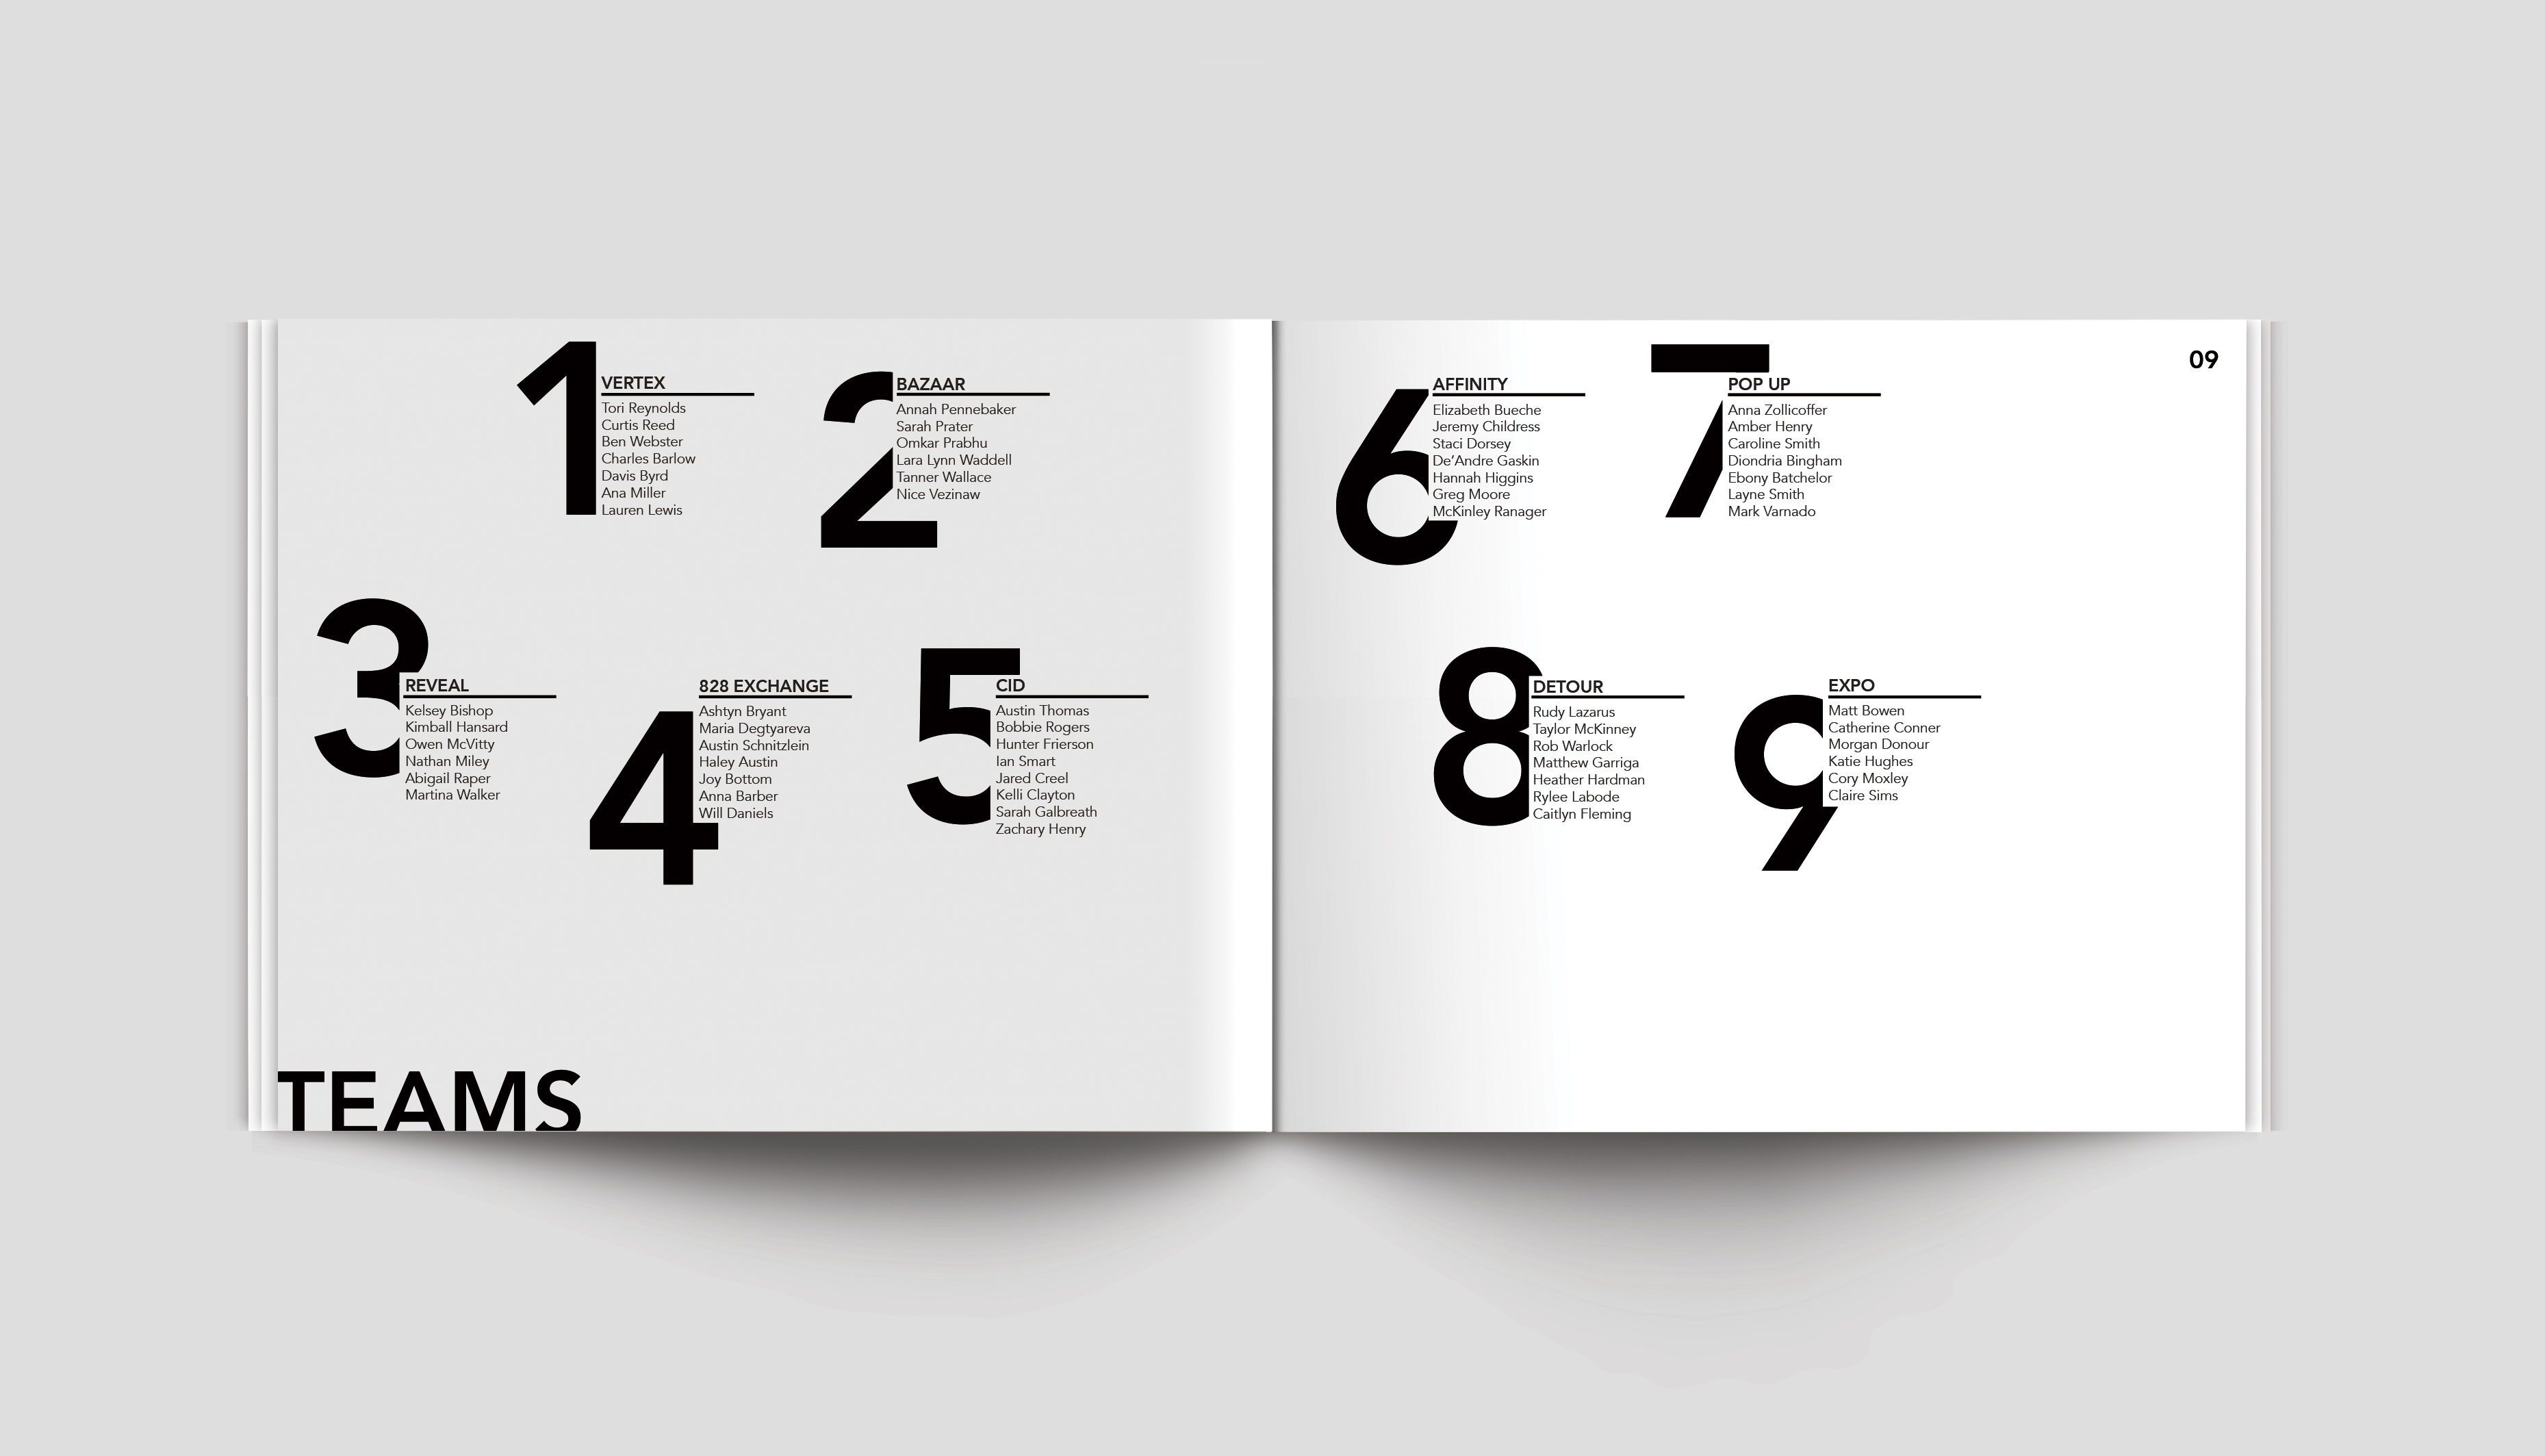 1
VERTEX
Tori Reynolds
Curtis Reed
Ben Webster
Charles Barlow
Davis Byrd
Ana Miller
Lauren Lewis
2
BAZAAR
Annah Pennebaker
Sarah Prater
Omkar Prabhu
Lara Lynn Waddell
Tanner Wallace
Nice Vezinaw
3
REVEAL
Kelsey Bishop
Kimball Hansard
Owen McVitty
Nathan Miley
Abigail Raper
Martina Walker
4
828 EXCHANGE
Ashtyn Bryant
Maria Degtyareva
Austin Schnitzlein
Haley Austin
Joy Bottom
Anna Barber
Will Daniels
5
CID
Austin Thomas
Bobbie Rogers
Hunter Frierson
Ian Smart
Jared Creel
Kelli Clayton
Sarah Galbreath
Zachary Henry
TEAMS
09
6
AFFINITY
Elizabeth Bueche
Jeremy Childress
Staci Dorsey
De’Andre Gaskin
Hannah Higgins
Greg Moore
McKinley Ranager
7
POP UP
Anna Zollicoffer
Amber Henry
Caroline Smith
Diondria Bingham
Ebony Batchelor
Layne Smith
Mark Varnado
8
DETOUR
Rudy Lazarus
Taylor McKinney
Rob Warlock
Matthew Garriga
Heather Hardman
Rylee Labode
Caitlyn Fleming
9
EXPO
Matt Bowen
Catherine Conner
Morgan Donour
Katie Hughes
Cory Moxley
Claire Sims